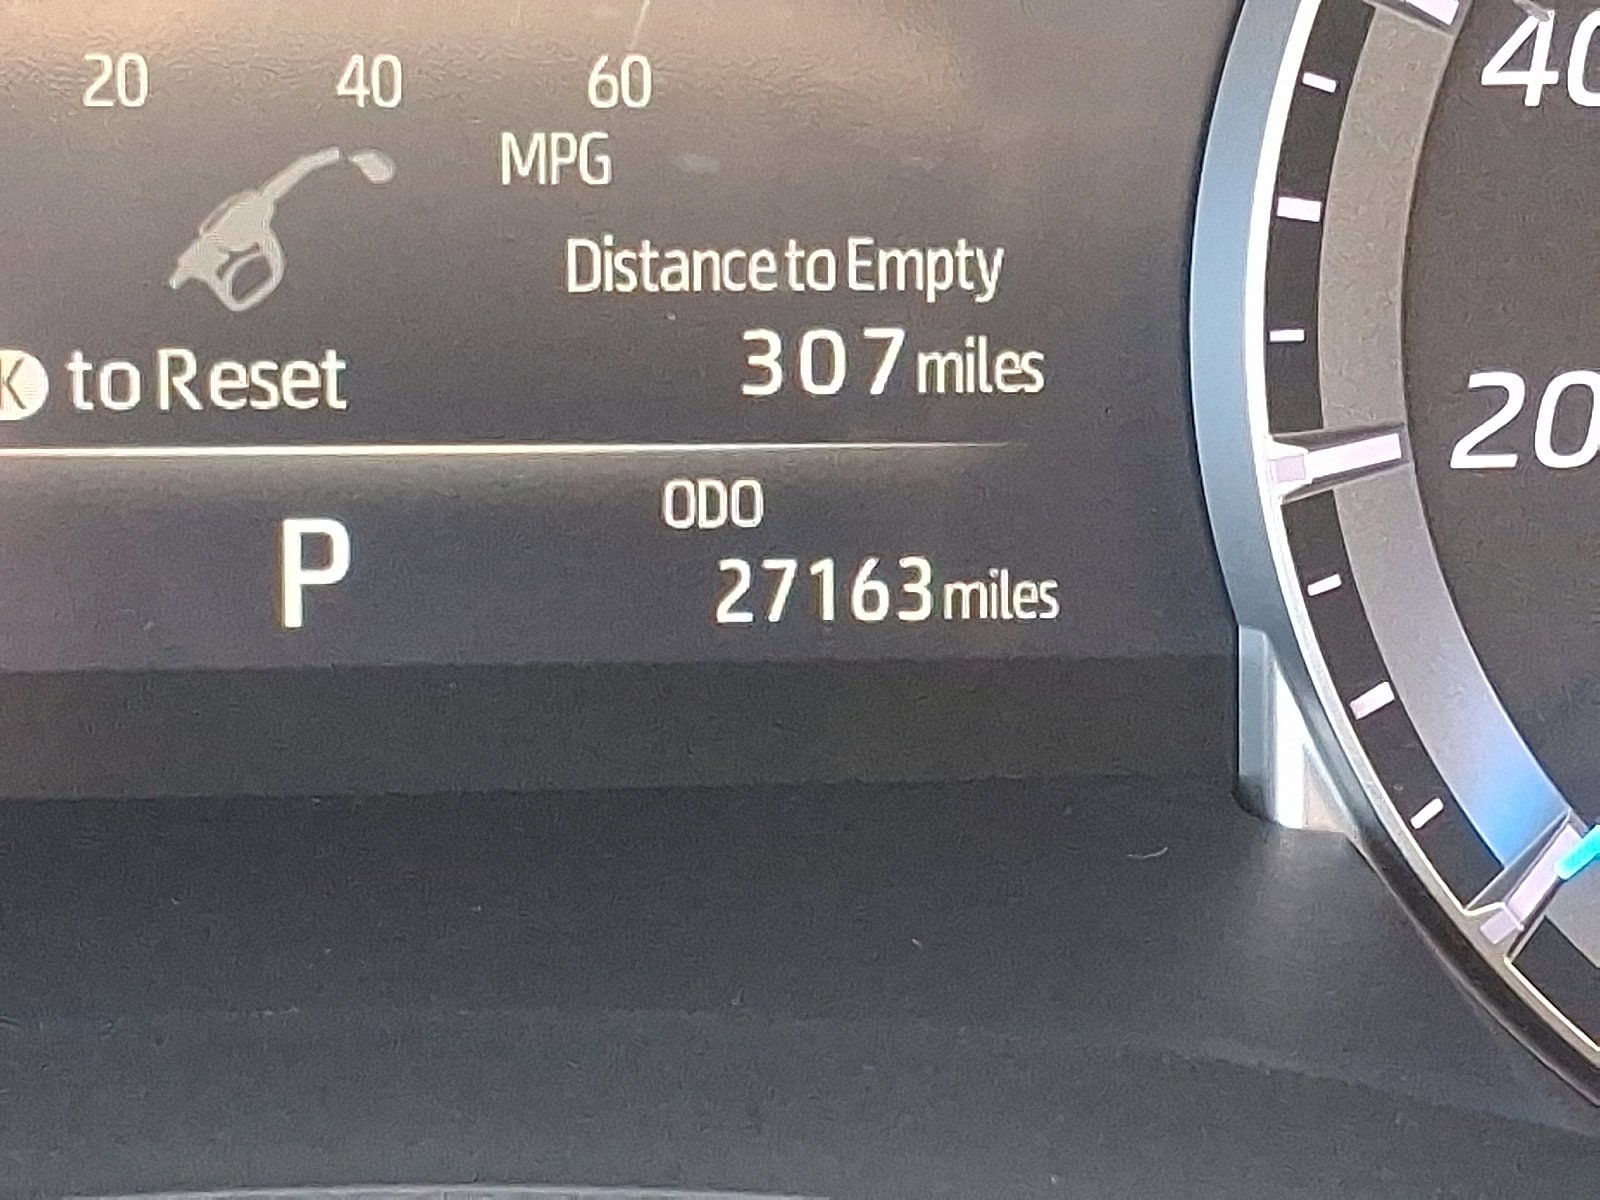 20 40 60
MPG
Distance to Empty
307 miles
K to Reset
ODO
P
27163 miles
40
20